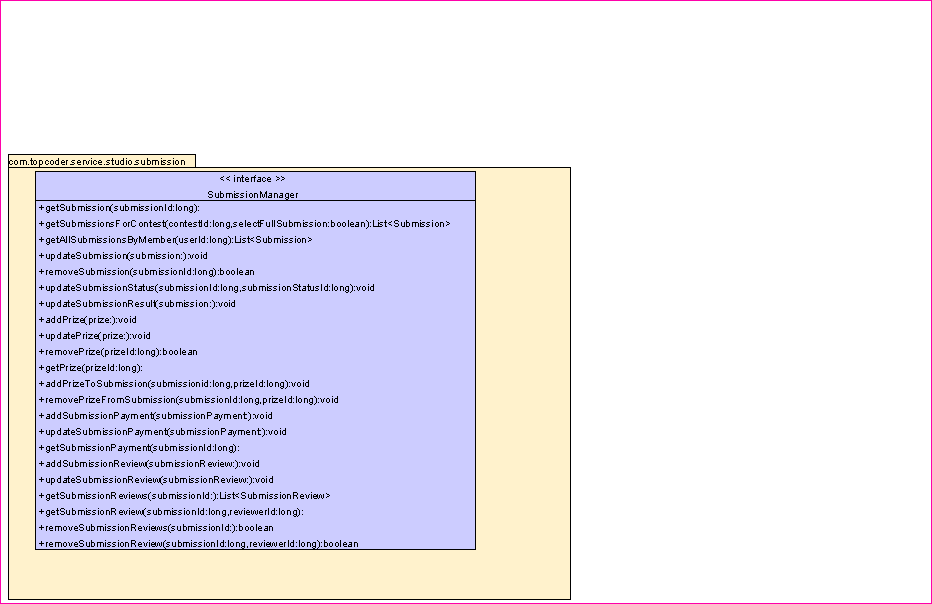 com.topcoder.service.studio.submission
<< interface >>
SubmissionManager
+getSubmission(submissionId:long):
+getSubmissionsForContest(contestId:long,selectFullSubmission:boolean):List<Submission>
+getAllSubmissionsByMember(userId:long):List<Submission>
+updateSubmission(submission:):void
+removeSubmission(submissionId:long):boolean
+updateSubmissionStatus(submissionId:long,submissionStatusId:long):void
+updateSubmissionResult(submission:):void
+addPrize(prize:):void
+updatePrize(prize:):void
+removePrize(prizeId:long):boolean
+getPrize(prizeId:long):
+addPrizeToSubmission(submissionid:long,prizeId:long):void
+removePrizeFromSubmission(submissionId:long,prizeId:long):void
+addSubmissionPayment(submissionPayment:):void
+updateSubmissionPayment(submissionPayment:):void
+getSubmissionPayment(submissionId:long):
+addSubmissionReview(submissionReview:):void
+updateSubmissionReview(submissionReview:):void
+getSubmissionReviews(submissionId:):List<SubmissionReview>
+getSubmissionReview(submissionId:long,reviewerId:long):
+removeSubmissionReviews(submissionId:):boolean
+removeSubmissionReview(submissionId:long,reviewerId:long):boolean